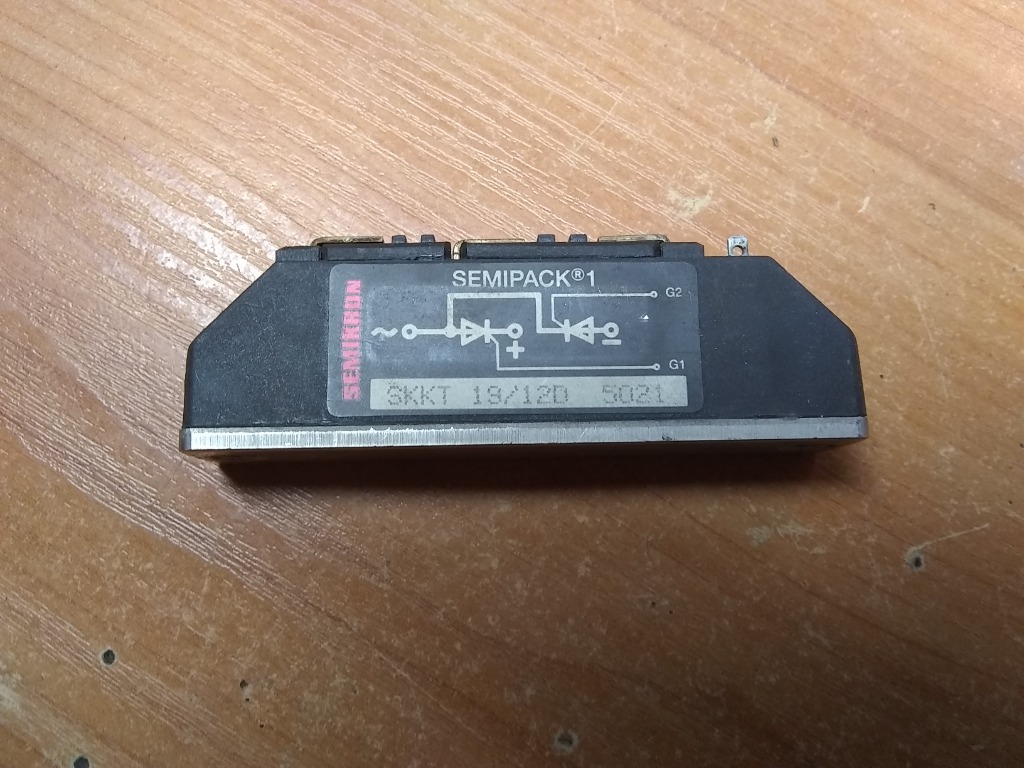 SEMIPACK®1
SEMIKRON
G2
~
+
−
G1
SKKT 19/12D 5021